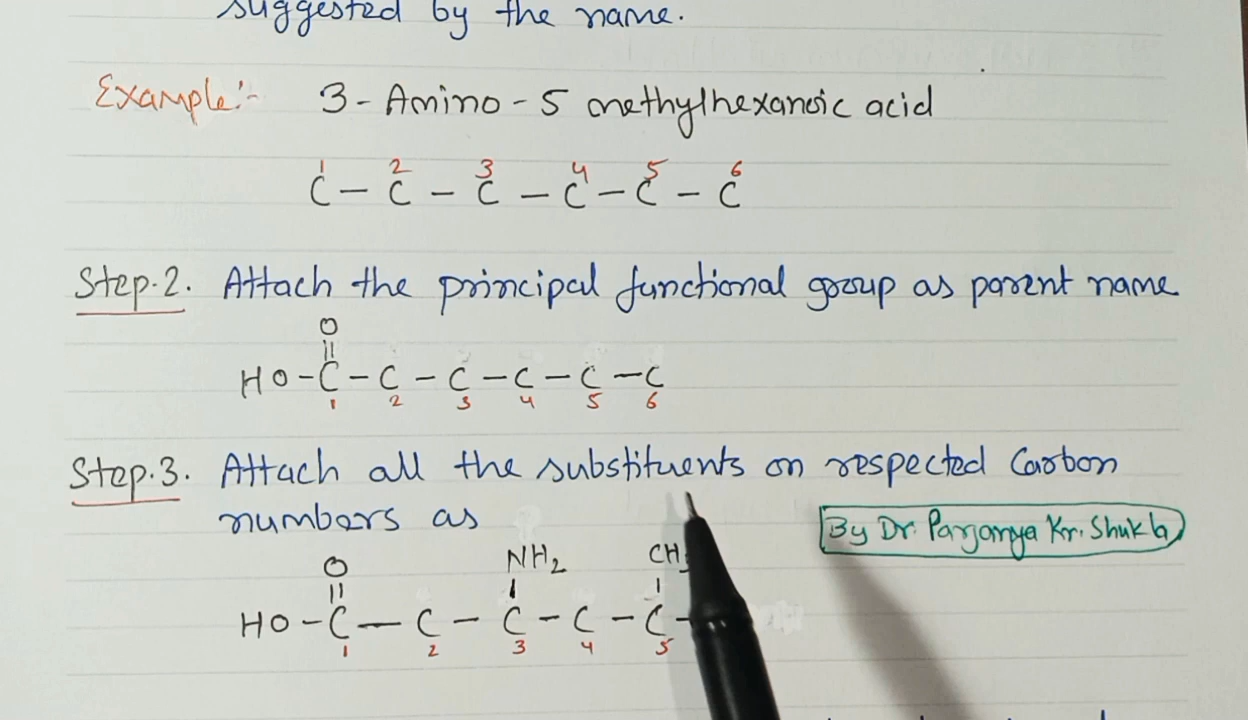 suggested by the name.
Example:- 3-Amino-5 methylhexanoic acid
1 2 3 4 5 6
C - C - C - C - C - C
Step.2. Attach the principal functional group as parent name
O
||
HO-C-C-C-C-C-C
1 2 3 4 5 6
Step.3. Attach all the substituents on respected Carbon
numbers as
By Dr. Parjanya Kr. Shukla
O NH2 CH3
|| | |
HO-C-C-C-C-C-
1 2 3 4 5